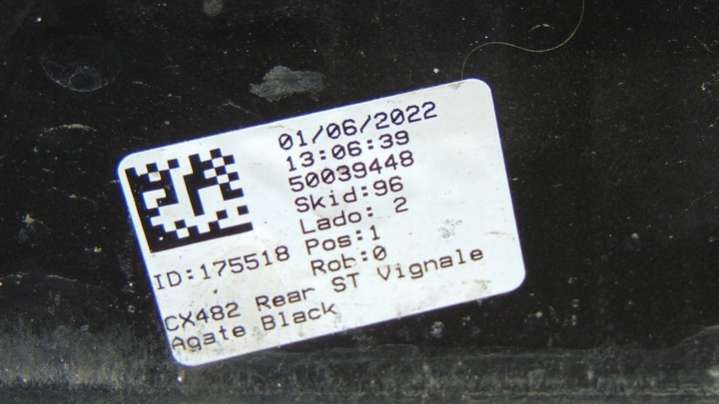 01/06/2022
13:06:39
50039448
Skid:96
Lado: 2
Pos:1
Rob:0
ID:175518
CX482 Rear ST Vignale
Agate Black